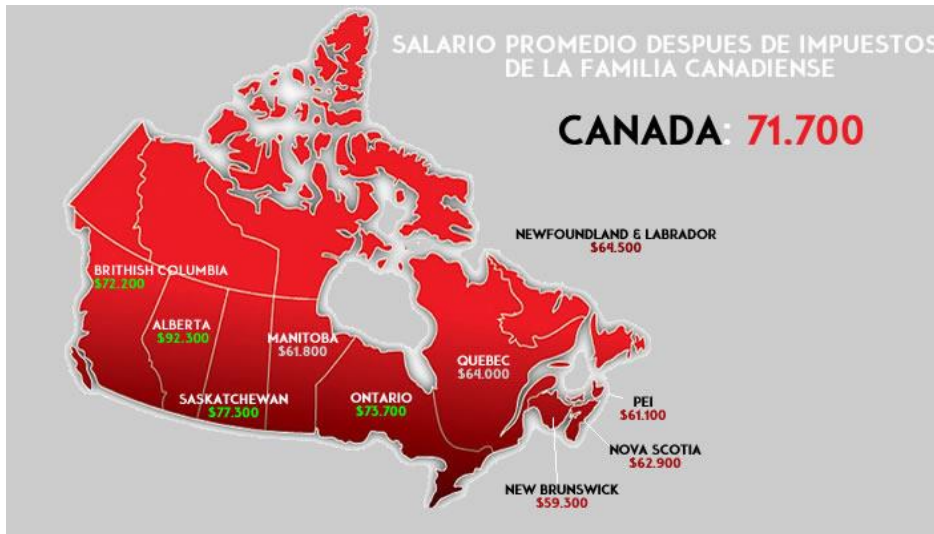 SALARIO PROMEDIO DESPUES DE IMPUESTOS
DE LA FAMILIA CANADIENSE
CANADA: 71.700
NEWFOUNDLAND & LABRADOR
$64.500
BRITHISH COLUMBIA
$72.200
ALBERTA
$92.300
MANITOBA
$61.800
QUEBEC
$64.000
SASKATCHEWAN
$77.300
ONTARIO
$73.700
PEI
$61.100
NOVA SCOTIA
$62.900
NEW BRUNSWICK
$59.300